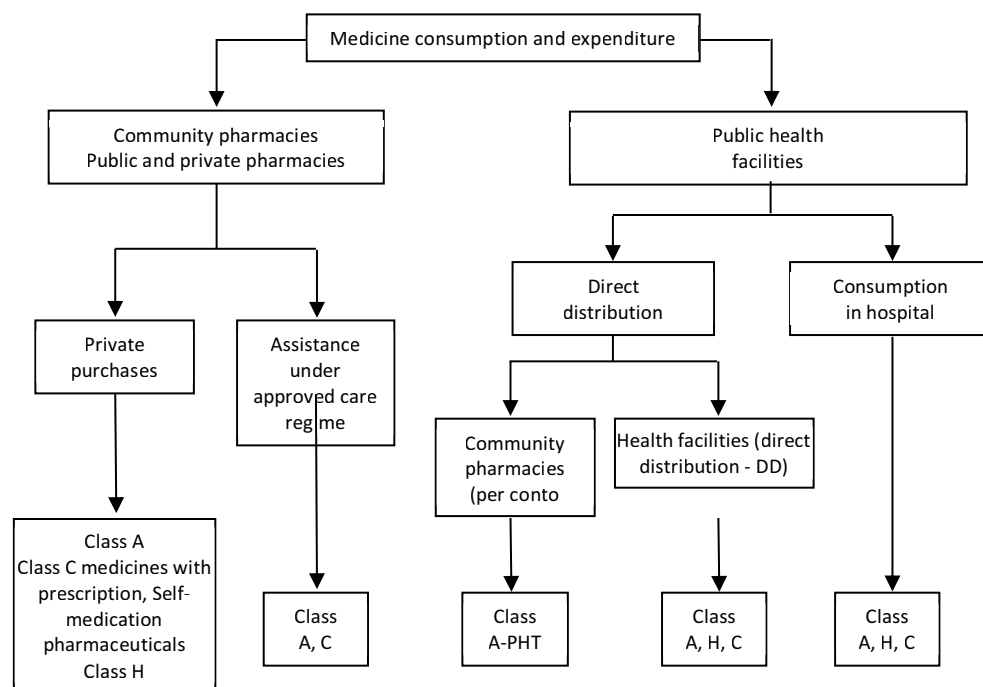 Medicine consumption and expenditure
Community pharmacies
Public and private pharmacies
Public health
facilities
Direct
distribution
Consumption
in hospital
Private
purchases
Assistance
under
approved care
regime
Community
pharmacies
(per conto
Health facilities (direct
distribution - DD)
Class A
Class C medicines with
prescription, Self-
medication
pharmaceuticals
Class H
Class
A, C
Class
A-PHT
Class
A, H, C
Class
A, H, C